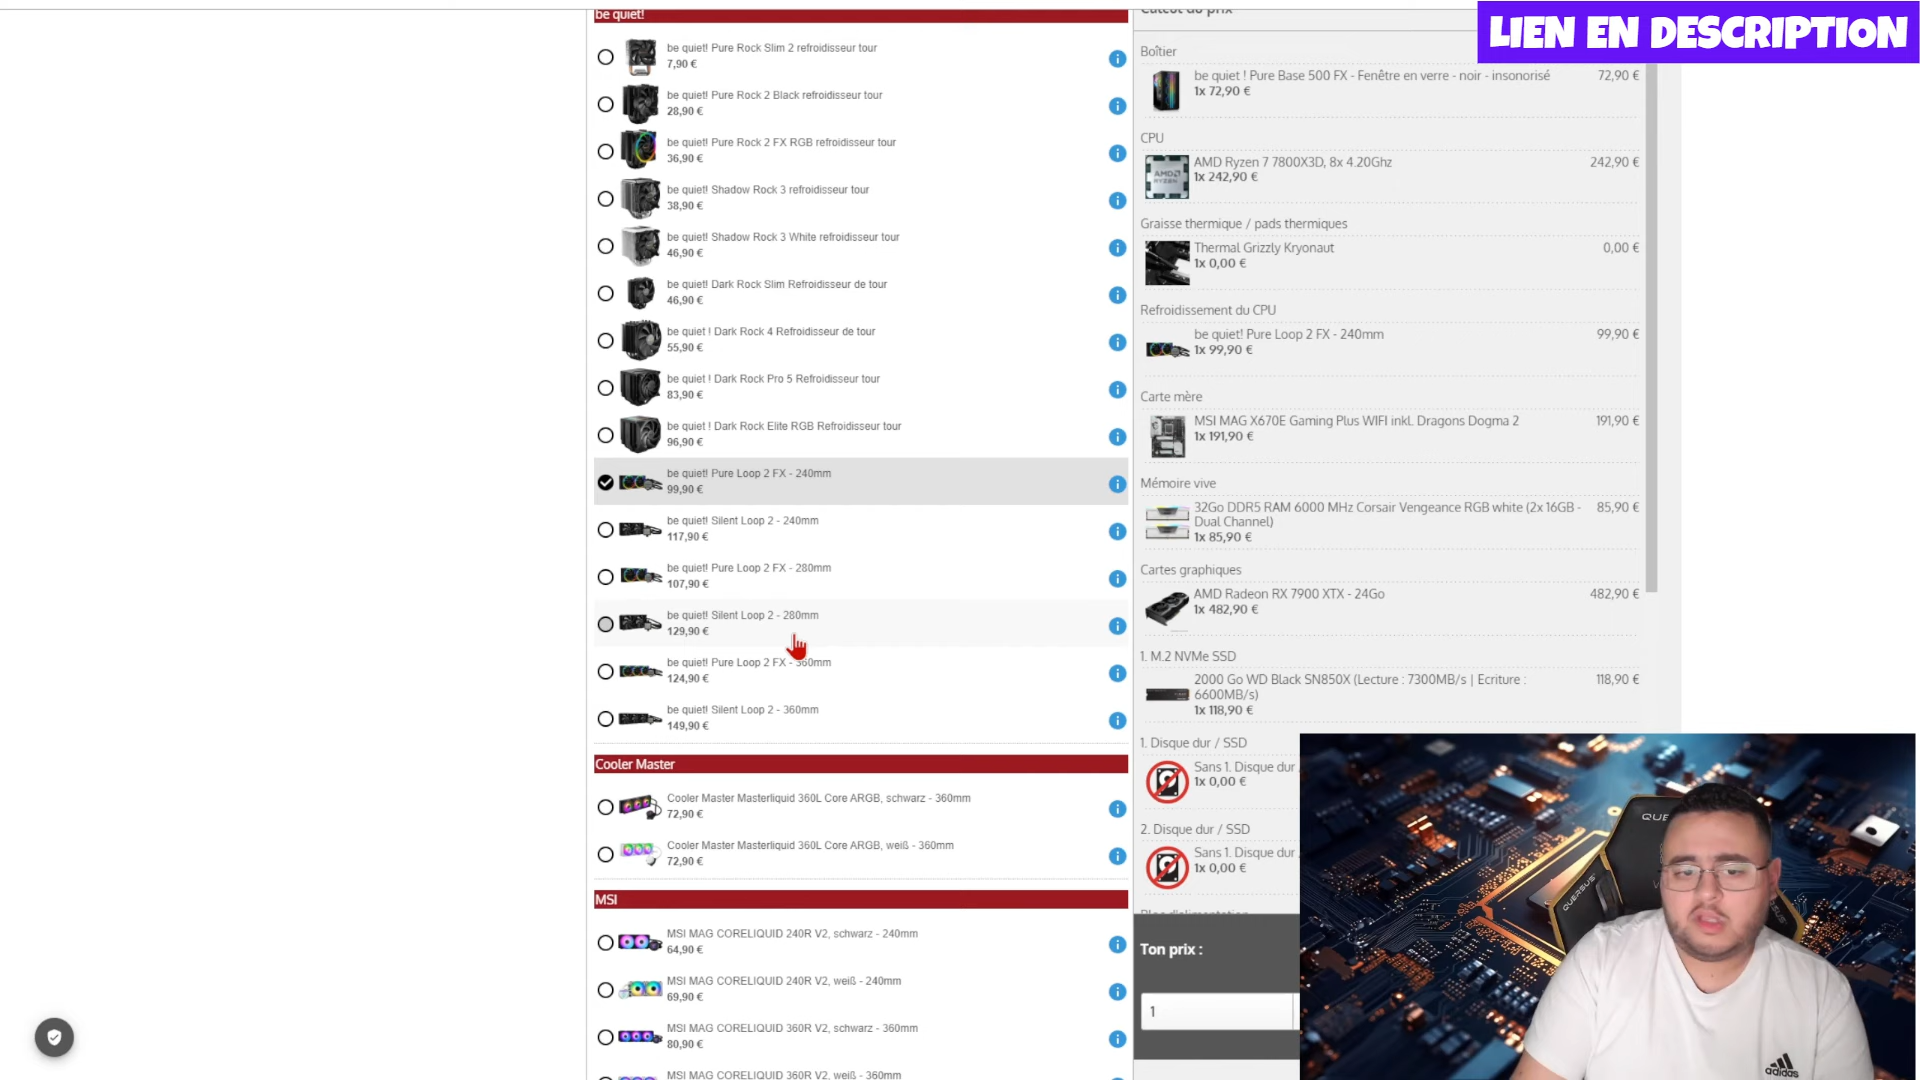 be quiet!
be quiet! Pure Rock Slim 2 refroidisseur tour
7,90 €
be quiet! Pure Rock 2 Black refroidisseur tour
28,90 €
be quiet! Pure Rock 2 FX RGB refroidisseur tour
36,90 €
be quiet! Shadow Rock 3 refroidisseur tour
38,90 €
be quiet! Shadow Rock 3 White refroidisseur tour
46,90 €
be quiet! Dark Rock Slim Refroidisseur de tour
46,90 €
be quiet ! Dark Rock 4 Refroidisseur de tour
55,90 €
be quiet ! Dark Rock Pro 5 Refroidisseur tour
83,90 €
be quiet ! Dark Rock Elite RGB Refroidisseur tour
96,90 €
be quiet! Pure Loop 2 FX - 240mm
99,90 €
be quiet! Silent Loop 2 - 240mm
117,90 €
be quiet! Pure Loop 2 FX - 280mm
107,90 €
be quiet! Silent Loop 2 - 280mm
129,90 €
be quiet! Pure Loop 2 FX - 360mm
124,90 €
be quiet! Silent Loop 2 - 360mm
149,90 €
Cooler Master
Cooler Master Masterliquid 360L Core ARGB, schwarz - 360mm
72,90 €
Cooler Master Masterliquid 360L Core ARGB, weiß - 360mm
72,90 €
MSI
MSI MAG CORELIQUID 240R V2, schwarz - 240mm
64,90 €
MSI MAG CORELIQUID 240R V2, weiß - 240mm
69,90 €
MSI MAG CORELIQUID 360R V2, schwarz - 360mm
80,90 €
MSI MAG CORELIQUID 360R V2, weiß - 360mm
LIEN EN DESCRIPTION
Calcul du prix
Boîtier
be quiet ! Pure Base 500 FX - Fenêtre en verre - noir - insonorisé 72,90 €
1x 72,90 €
CPU
AMD Ryzen 7 7800X3D, 8x 4.20Ghz 242,90 €
1x 242,90 €
Graisse thermique / pads thermiques
Thermal Grizzly Kryonaut 0,00 €
1x 0,00 €
Refroidissement du CPU
be quiet! Pure Loop 2 FX - 240mm 99,90 €
1x 99,90 €
Carte mère
MSI MAG X670E Gaming Plus WIFI inkl. Dragons Dogma 2 191,90 €
1x 191,90 €
Mémoire vive
32Go DDR5 RAM 6000 MHz Corsair Vengeance RGB white (2x 16GB - 85,90 €
Dual Channel)
1x 85,90 €
Cartes graphiques
AMD Radeon RX 7900 XTX - 24Go 482,90 €
1x 482,90 €
1. M.2 NVMe SSD
2000 Go WD Black SN850X (Lecture : 7300MB/s | Ecriture : 118,90 €
6600MB/s)
1x 118,90 €
1. Disque dur / SSD
Sans 1. Disque dur
1x 0,00 €
2. Disque dur / SSD
Sans 1. Disque dur
1x 0,00 €
Bloc d'alimentation
Ton prix :
1
AMD
RYZEN
QUERSUS
adidas